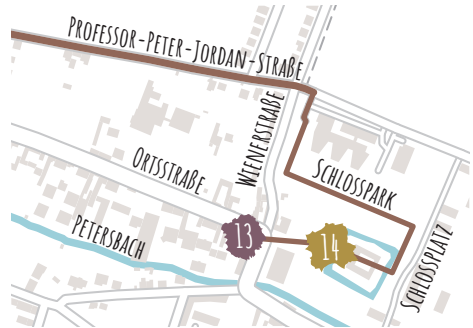 Professor-Peter-Jordan-Straße
Wienerstraße
Ortsstraße
Schlosspark
Petersbach
13
14
Schlossplatz